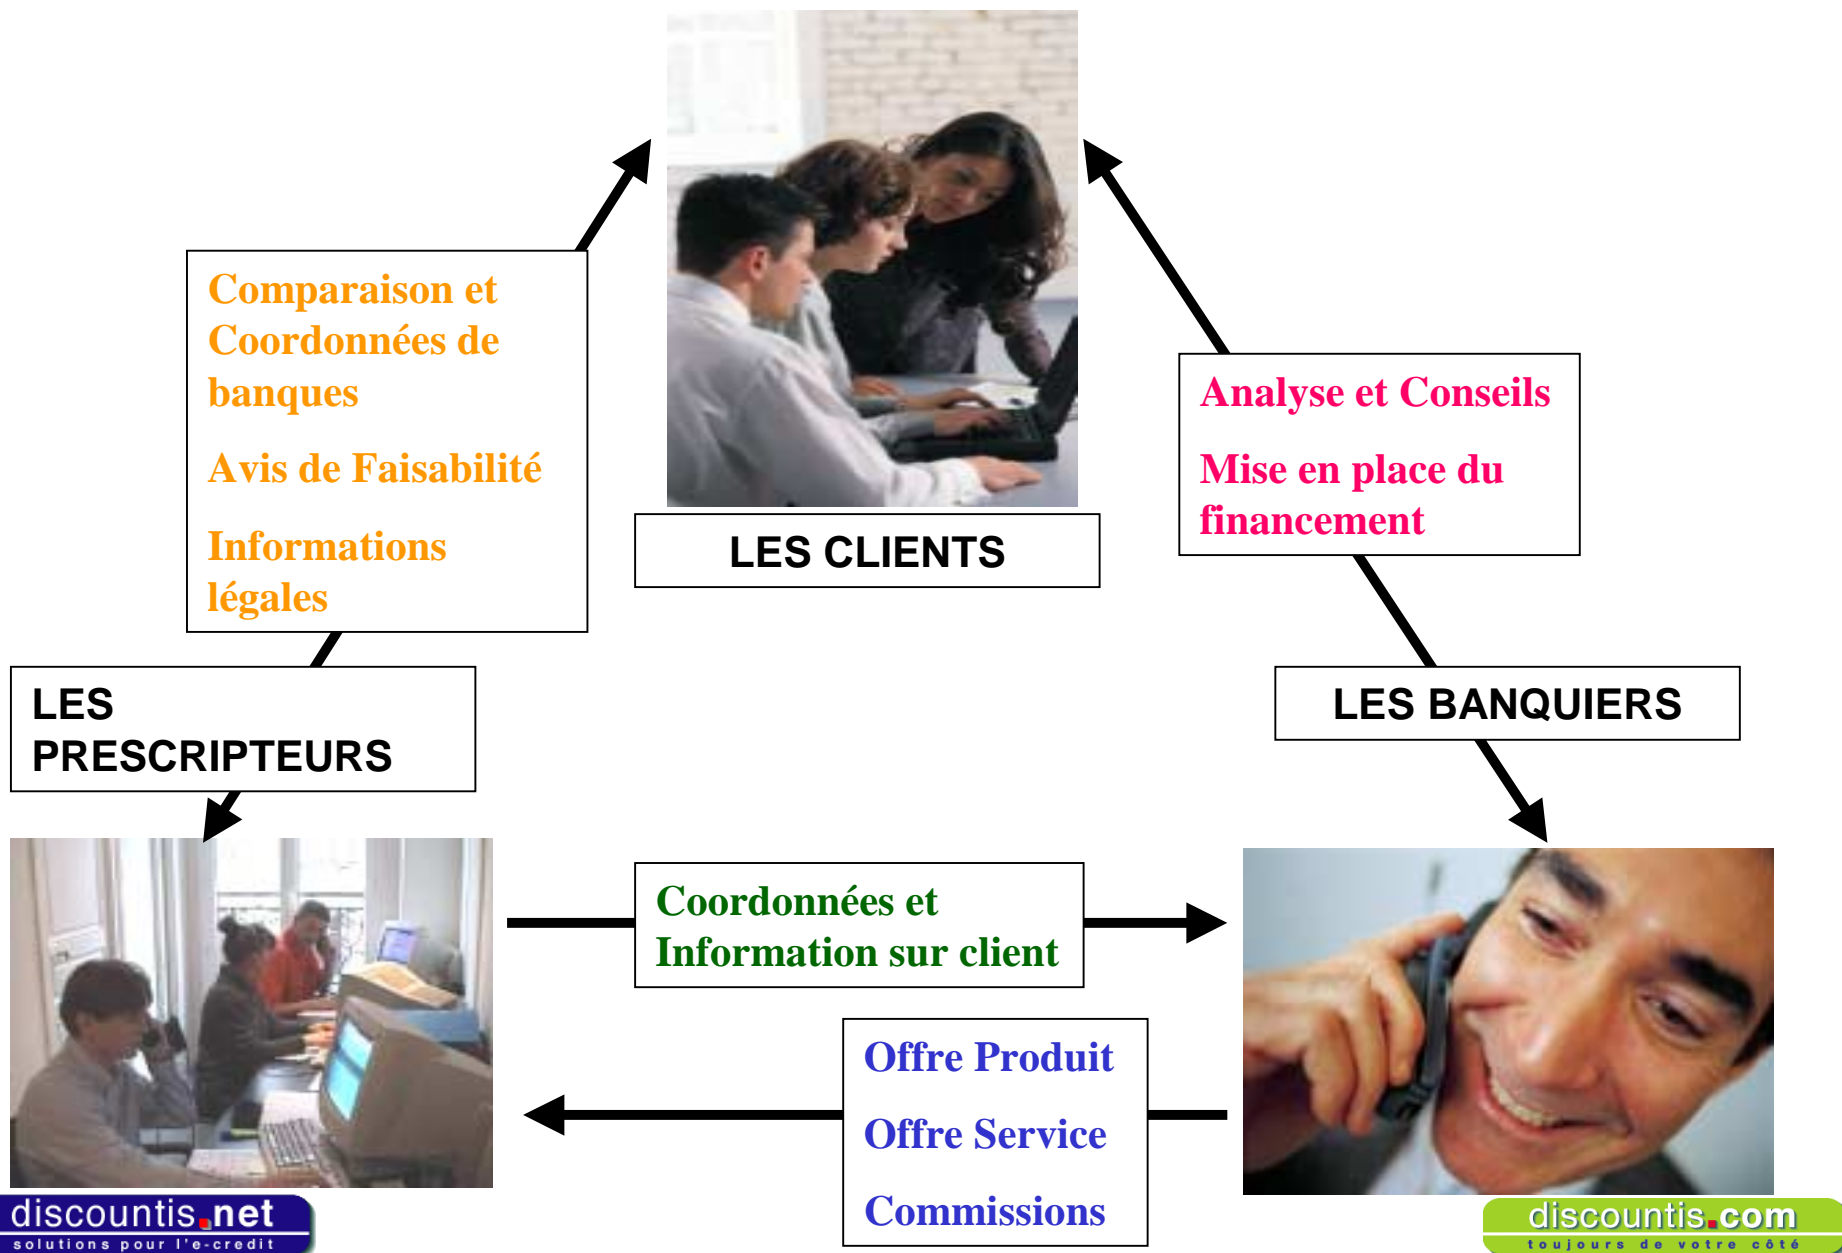 Comparaison et
Coordonnées de
banques
Avis de Faisabilité
Informations
légales
LES CLIENTS
Analyse et Conseils
Mise en place du
financement
LES
PRESCRIPTEURS
LES BANQUIERS
Coordonnées et
Information sur client
Offre Produit
Offre Service
Commissions
discountis.net
solutions pour l'e-credit
discountis.com
toujours de votre côté